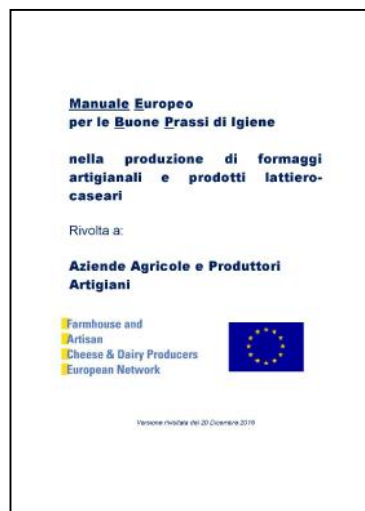 Manuale Europeo
per le Buone Prassi di Igiene
nella produzione di formaggi
artigianali e prodotti lattiero-
caseari
Rivolta a:
Aziende Agricole e Produttori
Artigiani
Farmhouse and
Artisan
Cheese & Dairy Producers
European Network
Versione rivisitata del 20 Dicembre 2016